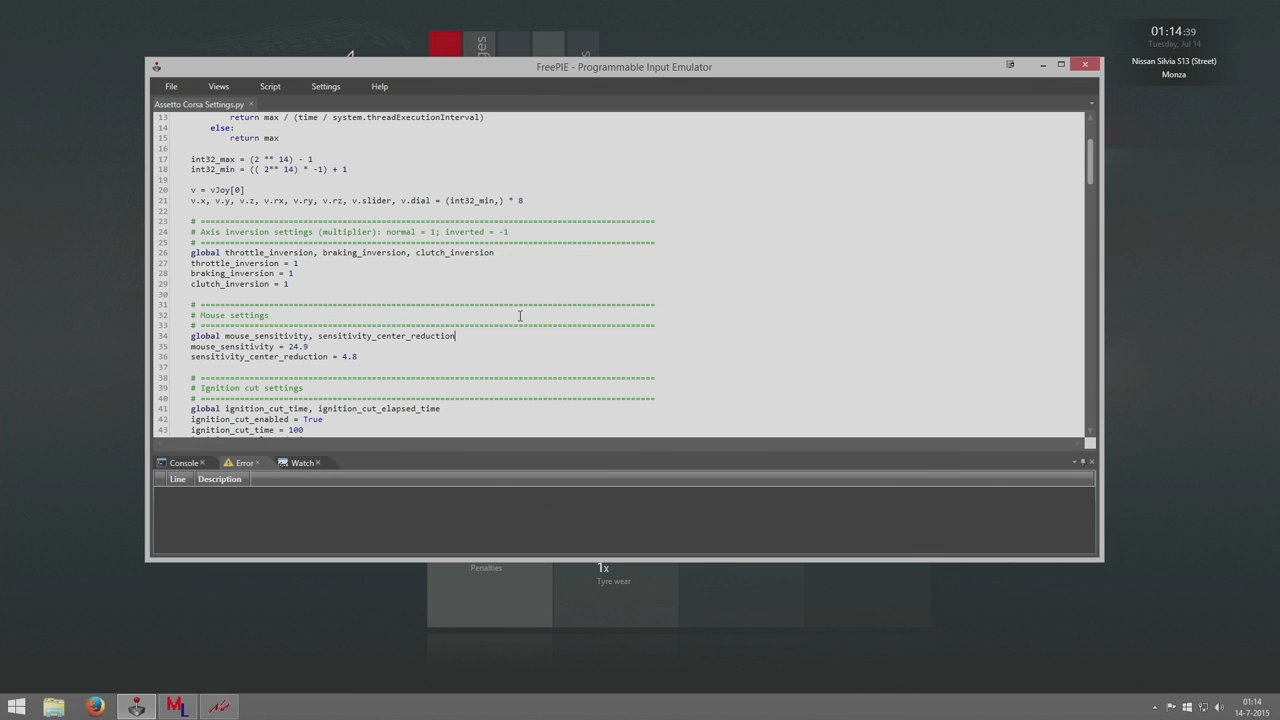 ges
s
01:14:39
Tuesday, Jul 14
Nissan Silvia S13 (Street)
Monza
FreePIE - Programmable Input Emulator
File Views Script Settings Help
Assetto Corsa Settings.py
13 return max / (time / system.threadExecutionInterval)
14 else:
15 return max
16
17 int32_max = (2 ** 14) - 1
18 int32_min = (( 2** 14) * -1) + 1
19
20 v = vJoy[0]
21 v.x, v.y, v.z, v.rx, v.ry, v.rz, v.slider, v.dial = (int32_min,) * 8
22
23 # =================================================================================
24 # Axis inversion settings (multiplier): normal = 1; inverted = -1
25 # =================================================================================
26 global throttle_inversion, braking_inversion, clutch_inversion
27 throttle_inversion = 1
28 braking_inversion = 1
29 clutch_inversion = 1
30
31 # =================================================================================
32 # Mouse settings
33 # =================================================================================
34 global mouse_sensitivity, sensitivity_center_reduction
35 mouse_sensitivity = 24.9
36 sensitivity_center_reduction = 4.8
37
38 # =================================================================================
39 # Ignition cut settings
40 # =================================================================================
41 global ignition_cut_time, ignition_cut_elapsed_time
42 ignition_cut_enabled = True
43 ignition_cut_time = 100
Console Error Watch
Line Description
Penalties
1x
Tyre wear
ML
01:14
14-7-2015